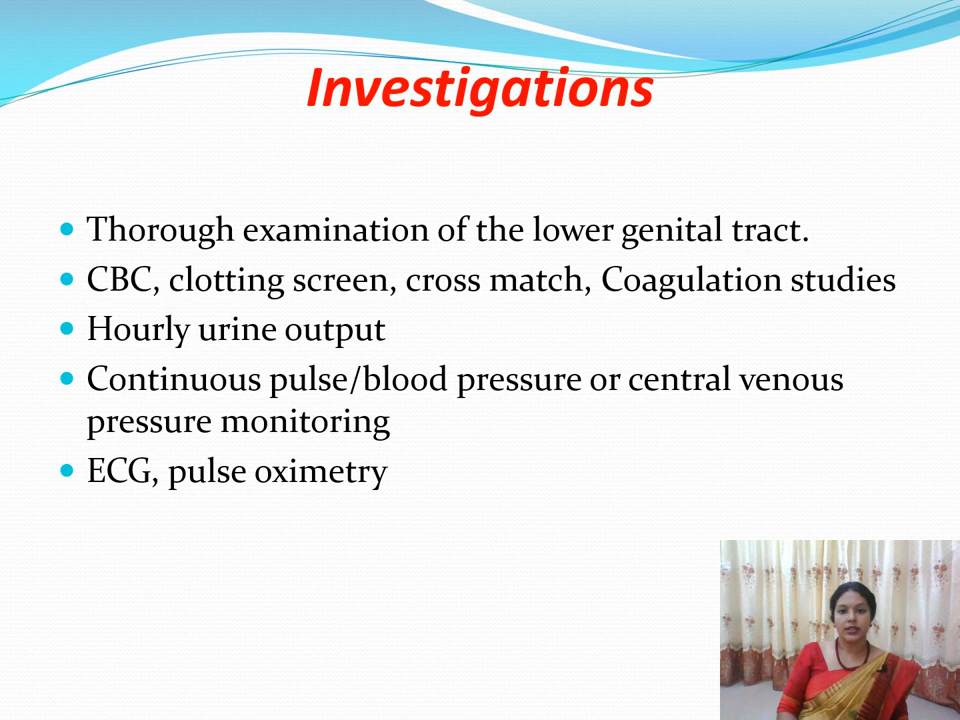 Investigations
Thorough examination of the lower genital tract.
CBC, clotting screen, cross match, Coagulation studies
Hourly urine output
Continuous pulse/blood pressure or central venous
pressure monitoring
ECG, pulse oximetry